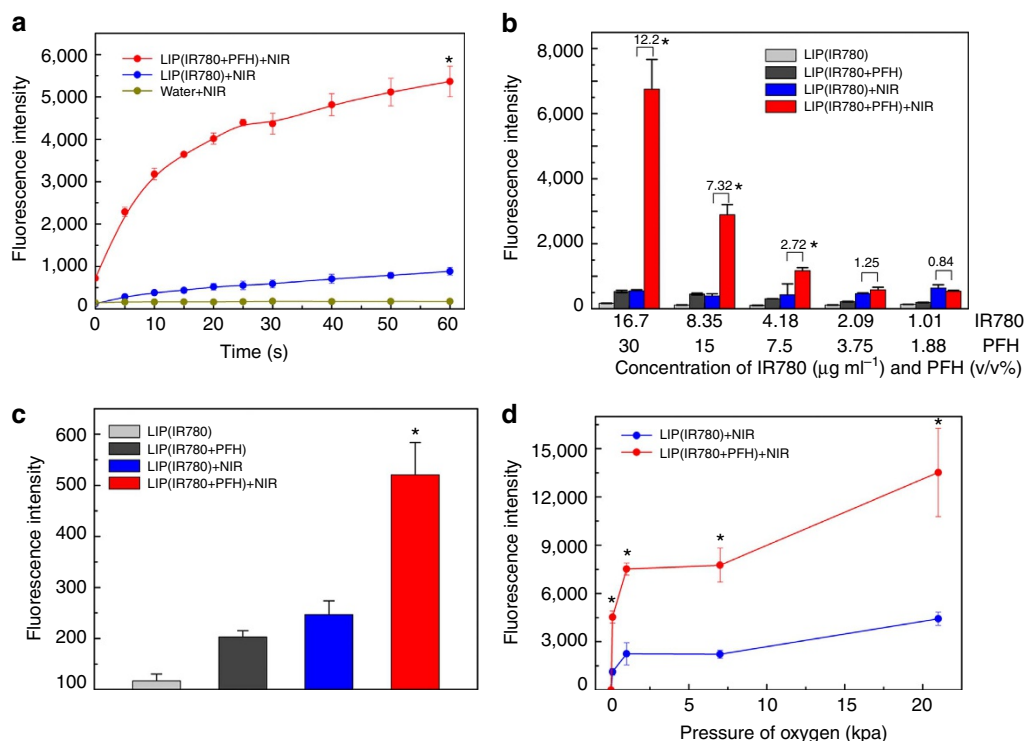 a
6,000
5,000
4,000
3,000
2,000
1,000
0
Fluorescence intensity
LIP(IR780+PFH)+NIR
LIP(IR780)+NIR
Water+NIR
*
0 10 20 30 40 50 60
Time (s)
b
8,000
6,000
4,000
2,000
0
Fluorescence intensity
LIP(IR780)
LIP(IR780+PFH)
LIP(IR780)+NIR
LIP(IR780+PFH)+NIR
12.2 *
7.32 *
2.72 *
1.25
0.84
16.7 8.35 4.18 2.09 1.01 IR780
30 15 7.5 3.75 1.88 PFH
Concentration of IR780 (μg ml⁻¹) and PFH (v/v%)
c
600
500
400
300
200
100
Fluorescence intensity
LIP(IR780)
LIP(IR780+PFH)
LIP(IR780)+NIR
LIP(IR780+PFH)+NIR
*
d
15,000
12,000
9,000
6,000
3,000
0
Fluorescence intensity
LIP(IR780)+NIR
LIP(IR780+PFH)+NIR
*
*
*
*
0 5 10 15 20
Pressure of oxygen (kpa)